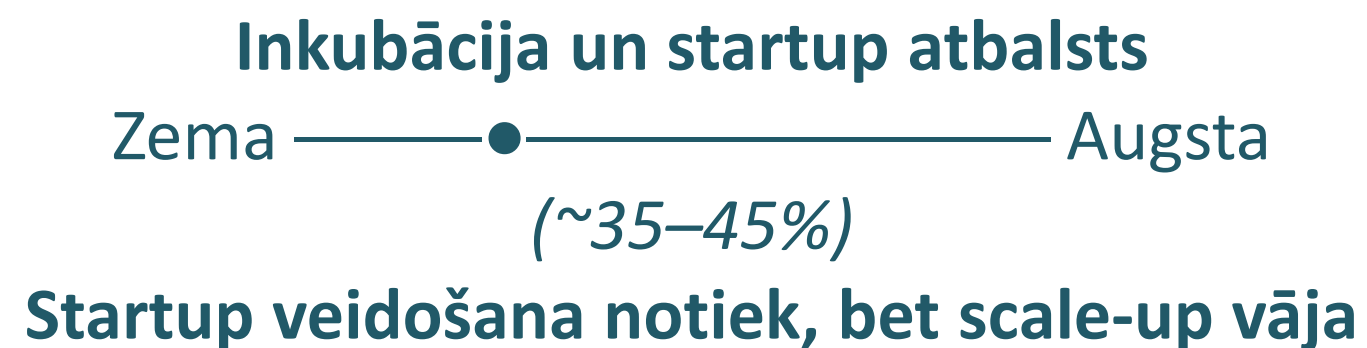 Inkubācija un startup atbalsts
Zema Augsta
(~35–45%)
Startup veidošana notiek, bet scale-up vāja